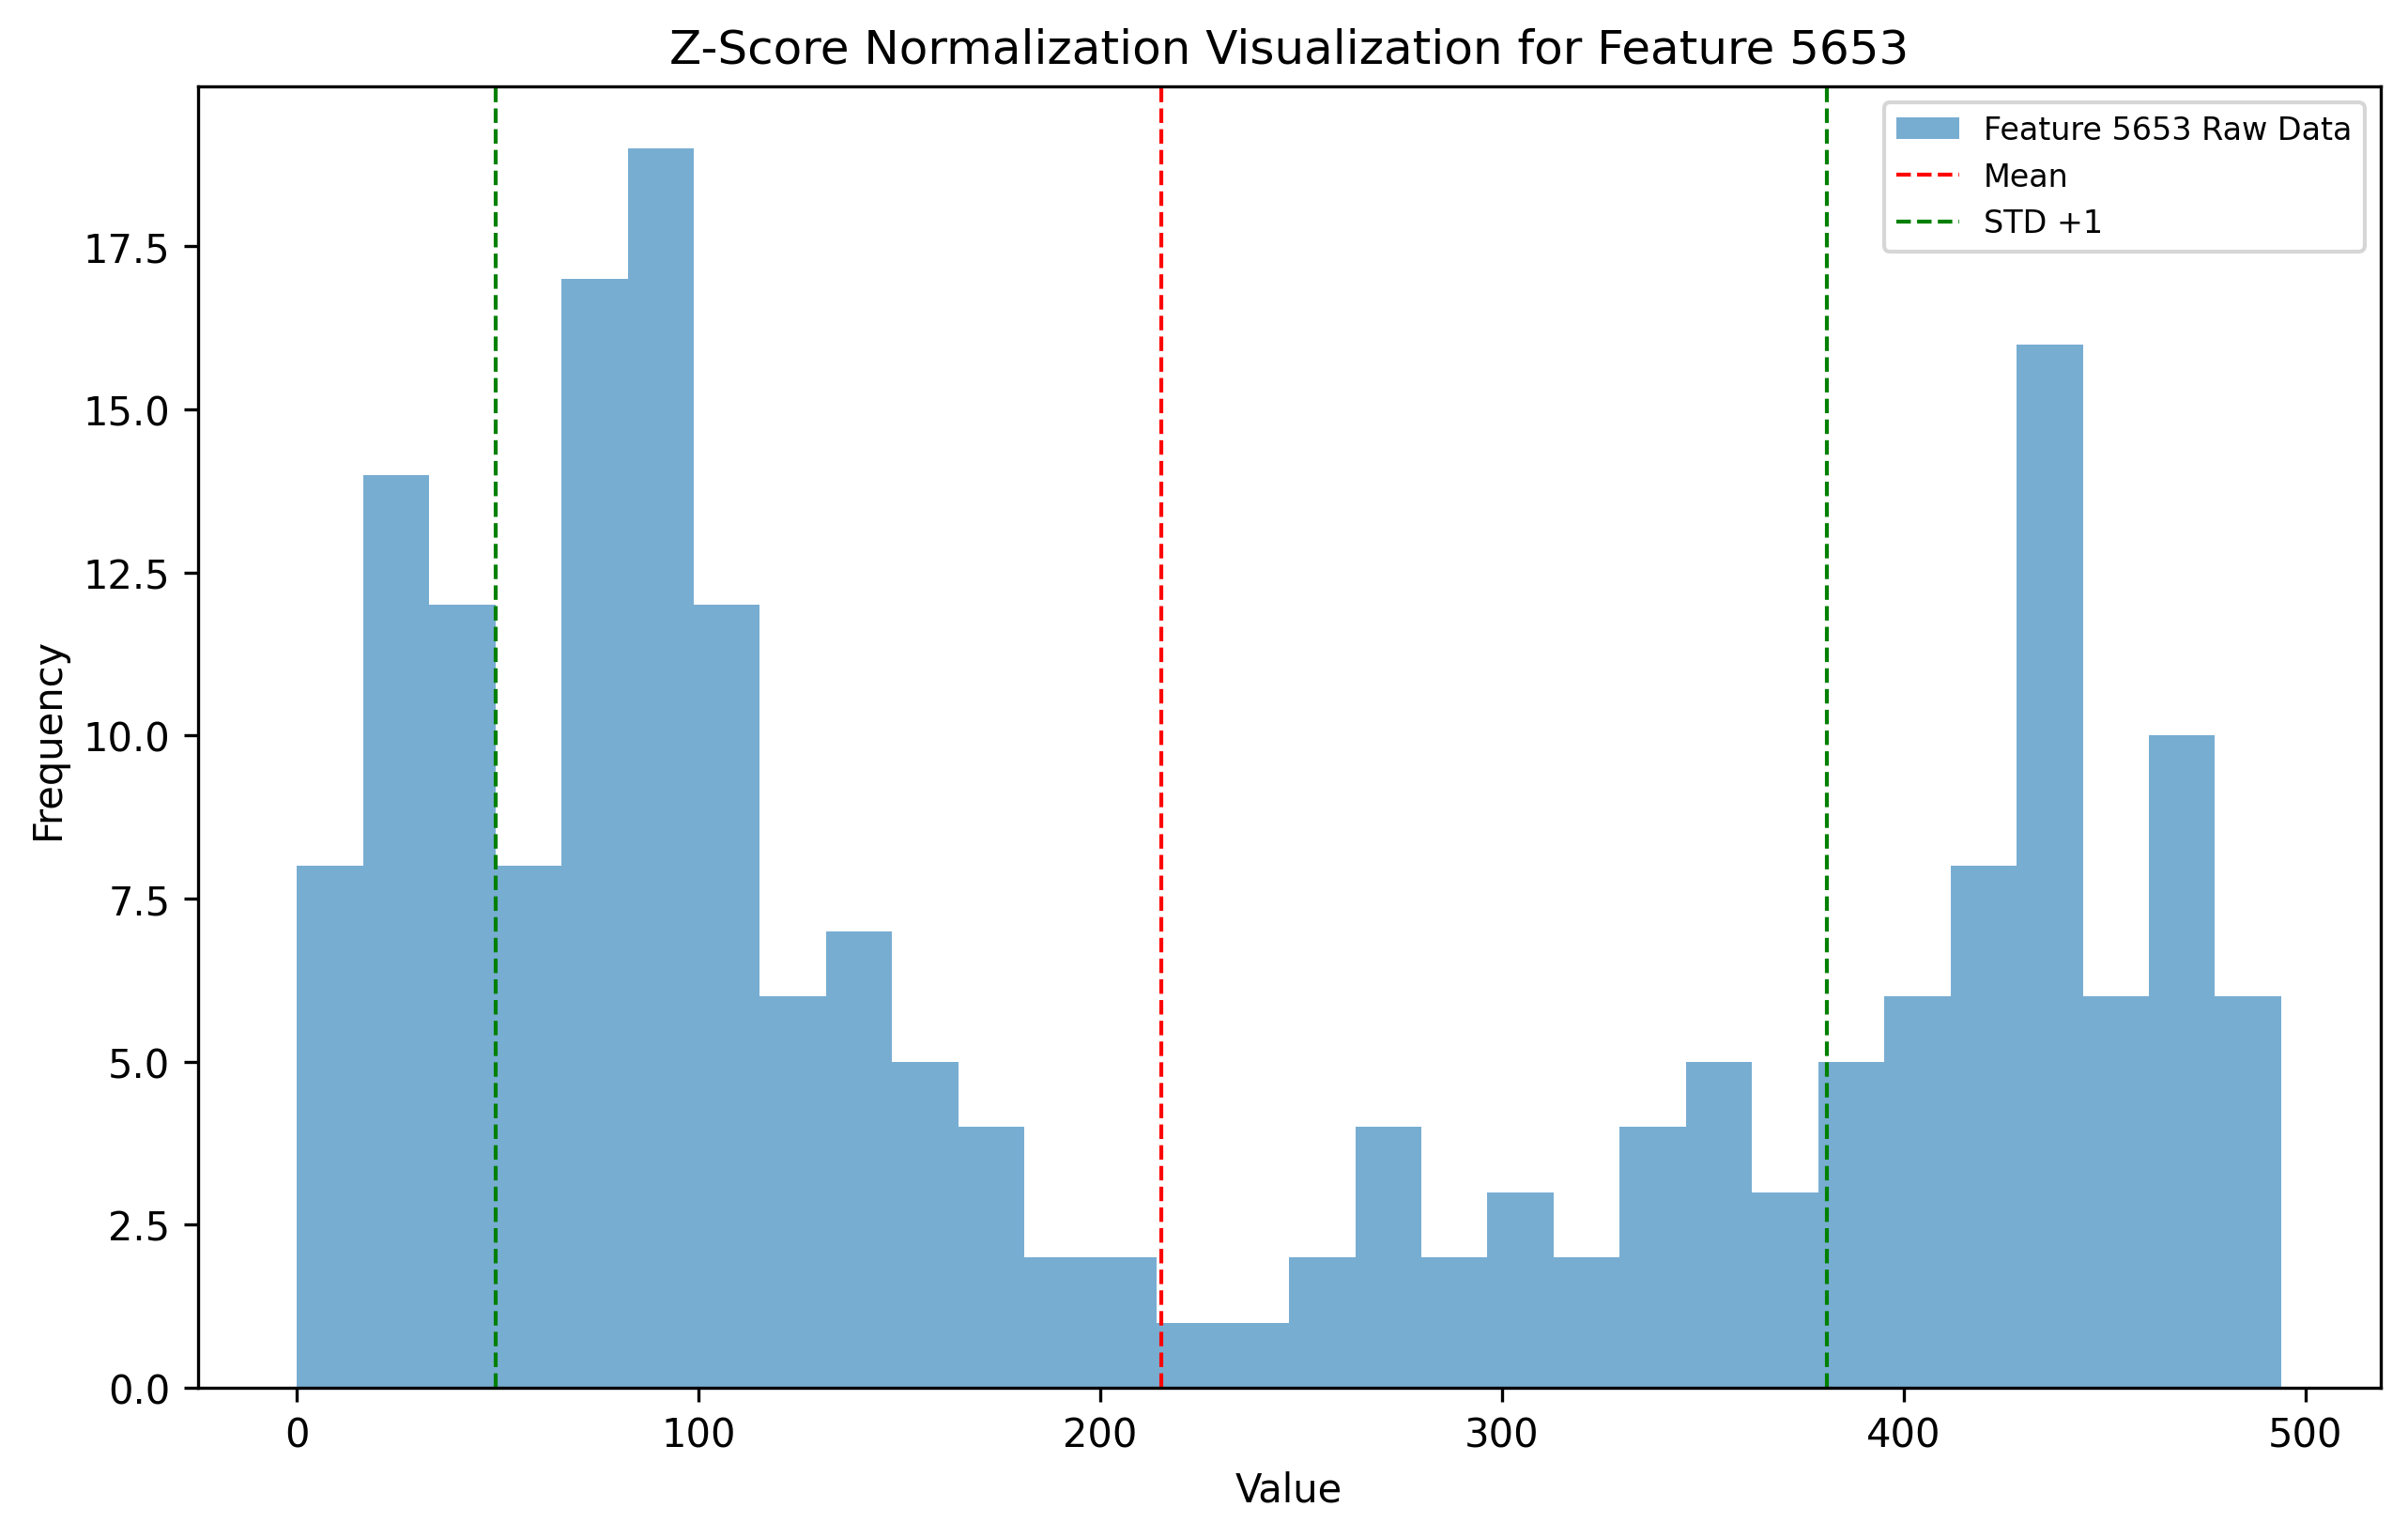 Z-Score Normalization Visualization for Feature 5653
Feature 5653 Raw Data
Mean
STD +1
17.5
15.0
12.5
10.0
7.5
5.0
2.5
0.0
Frequency
0 100 200 300 400 500
Value